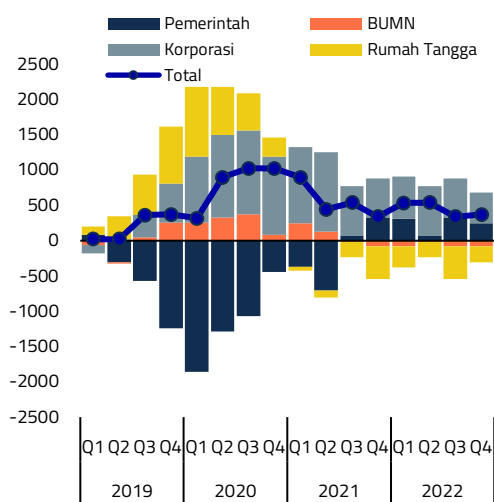 Pemerintah BUMN
Korporasi Rumah Tangga
Total
2500
2000
1500
1000
500
0
-500
-1000
-1500
-2000
-2500
Q1 Q2 Q3 Q4 Q1 Q2 Q3 Q4 Q1 Q2 Q3 Q4 Q1 Q2 Q3 Q4
2019 2020 2021 2022